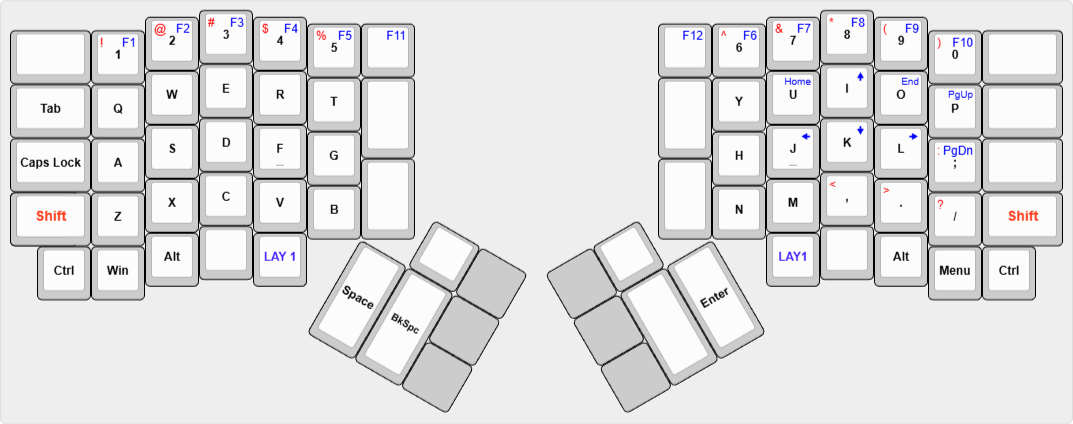 ! F1
1
@ F2
2
# F3
3
$ F4
4
% F5
5
F11
F12
^ F6
6
& F7
7
* F8
8
( F9
9
) F10
0
Tab
Q
W
E
R
T
Y
Home
U
I
End
O
PgUp
P
Caps Lock
A
S
D
F
_
G
H
J
_
K
L
: PgDn
;
Shift
Z
X
C
V
B
N
M
<
,
>
.
?
/
Shift
Ctrl
Win
Alt
LAY 1
Space
BkSpc
Enter
LAY1
Alt
Menu
Ctrl